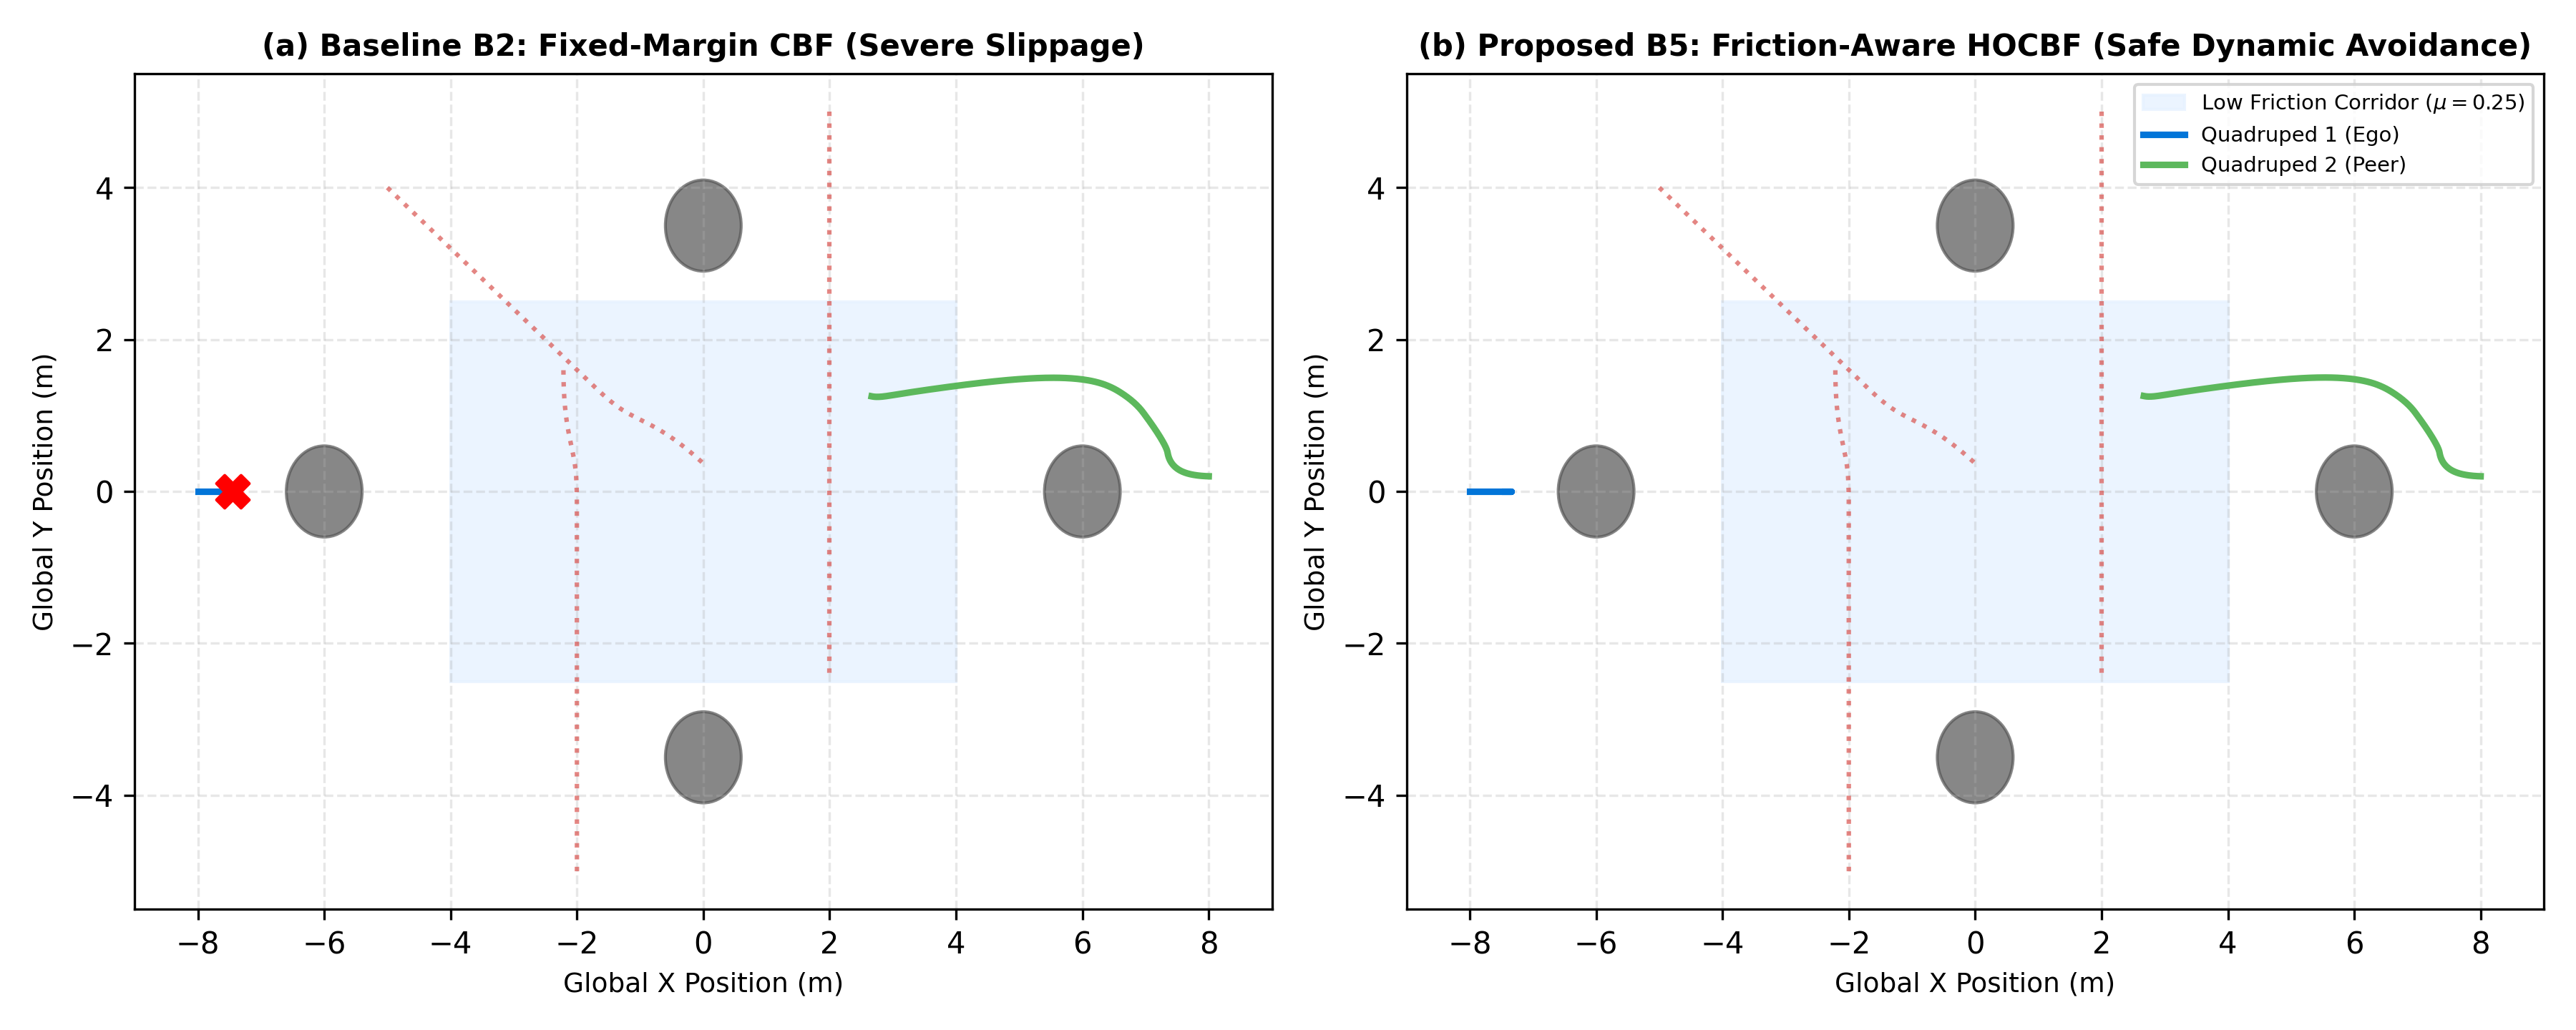 (a) Baseline B2: Fixed-Margin CBF (Severe Slippage)
Global Y Position (m)
4
2
0
−2
−4
−8 −6 −4 −2 0 2 4 6 8
Global X Position (m)
(b) Proposed B5: Friction-Aware HOCBF (Safe Dynamic Avoidance)
Low Friction Corridor (μ = 0.25)
Quadruped 1 (Ego)
Quadruped 2 (Peer)
Global Y Position (m)
4
2
0
−2
−4
−8 −6 −4 −2 0 2 4 6 8
Global X Position (m)